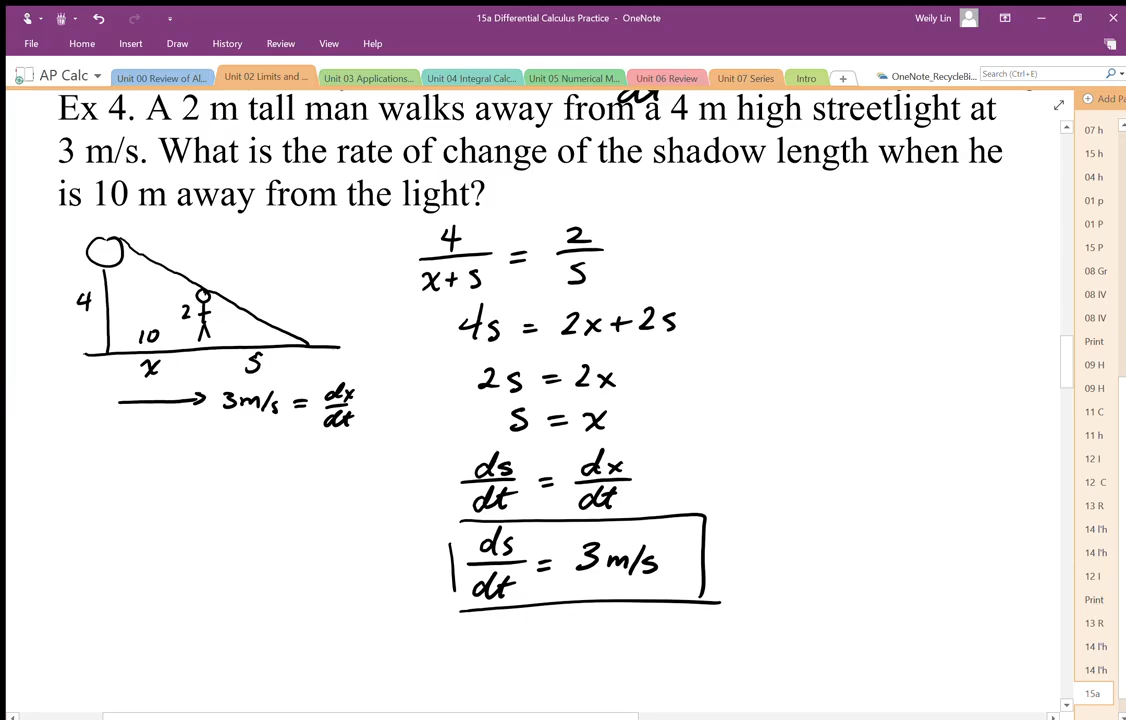 15a Differential Calculus Practice - OneNote
Weily Lin
File Home Insert Draw History Review View Help
AP Calc
Unit 00 Review of Al...
Unit 02 Limits and ...
Unit 03 Applications...
Unit 04 Integral Calc...
Unit 05 Numerical M...
Unit 06 Review
Unit 07 Series
Intro
OneNote_RecycleBi...
Search (Ctrl+E)
Add Pa
dt
Ex 4. A 2 m tall man walks away from a 4 m high streetlight at
3 m/s. What is the rate of change of the shadow length when he
is 10 m away from the light?
4
2
10
x
s
3 m/s = dx/dt
4/(x+s) = 2/s
4s = 2x+2s
2s = 2x
s = x
ds/dt = dx/dt
ds/dt = 3 m/s
07 h
15 h
04 h
01 p
01 P
15 P
08 Gr
08 IV
08 IV
Print
09 H
09 H
11 C
11 h
12 I
12 C
13 R
14 l'h
14 l'h
12 I
Print
13 R
14 l'h
14 l'h
15a